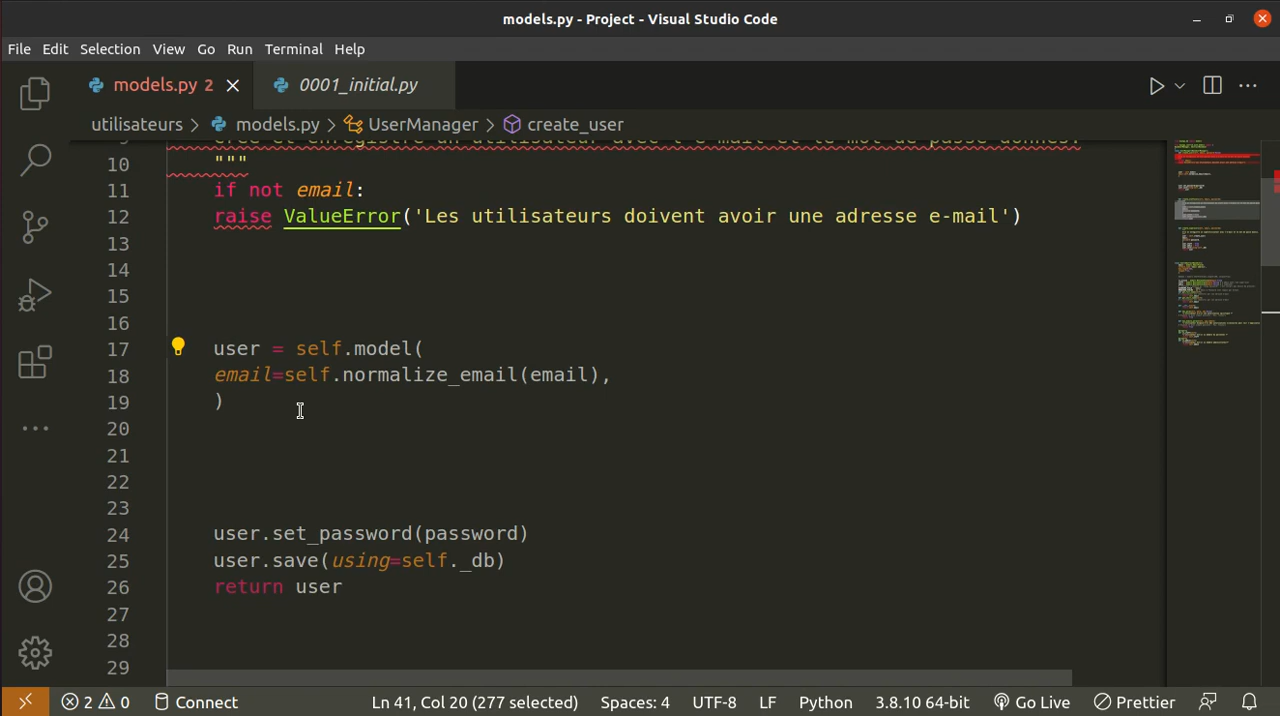 models.py - Project - Visual Studio Code
File Edit Selection View Go Run Terminal Help
models.py 2 0001_initial.py
utilisateurs > models.py > UserManager > create_user
10 """
11 if not email:
12 raise ValueError('Les utilisateurs doivent avoir une adresse e-mail')
13
14
15
16
17 user = self.model(
18 email=self.normalize_email(email),
19 )
20
21
22
23
24 user.set_password(password)
25 user.save(using=self._db)
26 return user
27
28
29
2 0 Connect Ln 41, Col 20 (277 selected) Spaces: 4 UTF-8 LF Python 3.8.10 64-bit Go Live Prettier